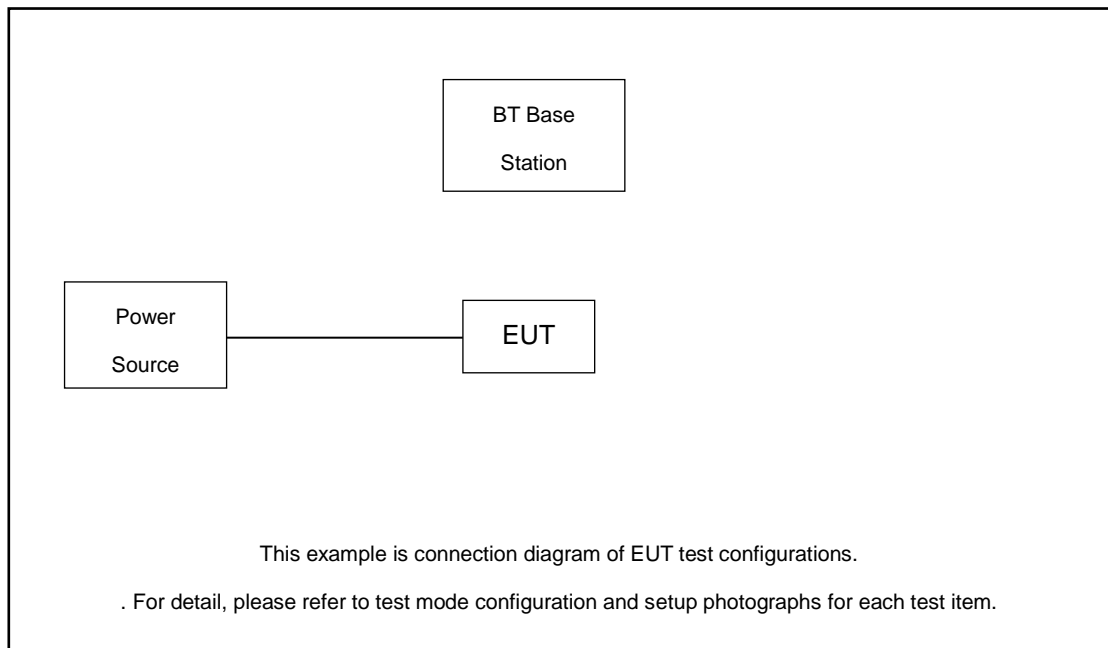 BT Base
Station
Power
Source
EUT
This example is connection diagram of EUT test configurations.
. For detail, please refer to test mode configuration and setup photographs for each test item.